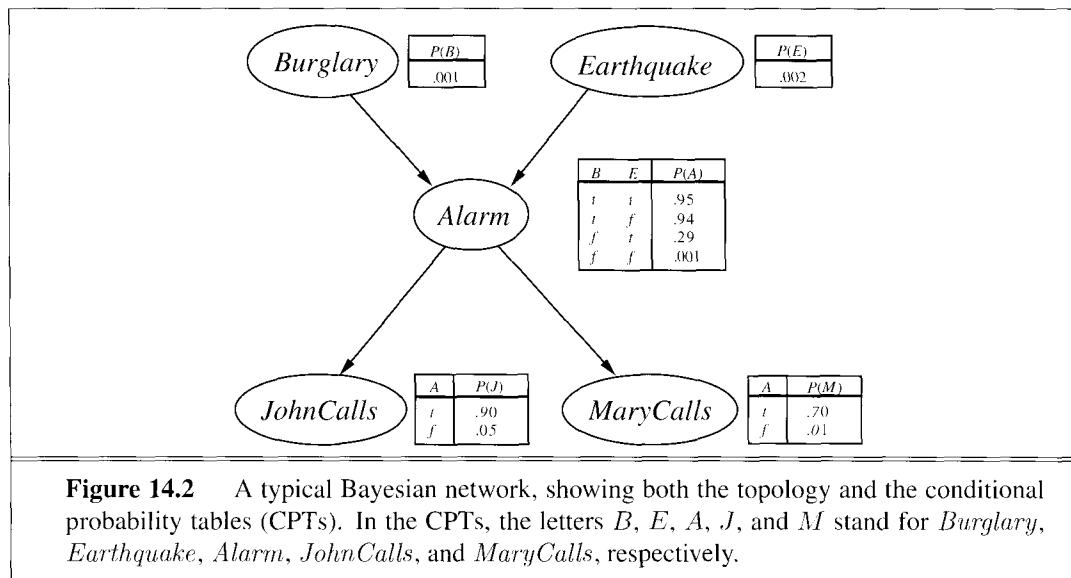 Burglary
P(B)
.001
Earthquake
P(E)
.002
Alarm
B E P(A)
t t .95
t f .94
f t .29
f f .001
JohnCalls
A P(J)
t .90
f .05
MaryCalls
A P(M)
t .70
f .01
Figure 14.2 A typical Bayesian network, showing both the topology and the conditional
probability tables (CPTs). In the CPTs, the letters B, E, A, J, and M stand for Burglary,
Earthquake, Alarm, JohnCalls, and MaryCalls, respectively.